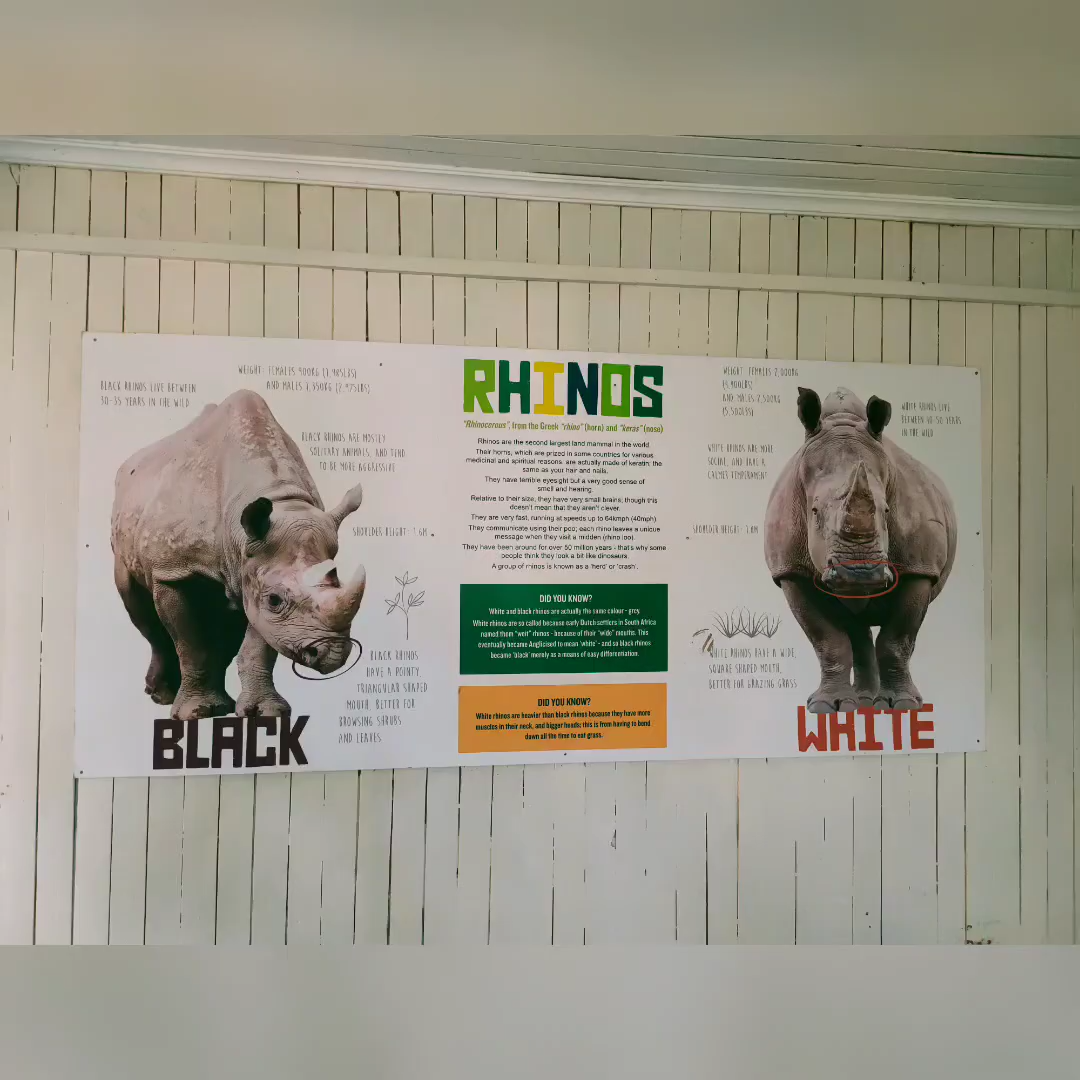 BLACK RHINOS LIVE BETWEEN
30-35 YEARS IN THE WILD
WEIGHT: FEMALES 900KG (1,985LBS)
AND MALES 1,350KG (2,975LBS)
BLACK RHINOS ARE MOSTLY
SOLITARY ANIMALS, AND TEND
TO BE MORE AGGRESSIVE
SHOULDER HEIGHT: 1.6M
BLACK RHINOS
HAVE A POINTY,
TRIANGULAR SHAPED
MOUTH, BETTER FOR
BROWSING SHRUBS
AND LEAVES
BLACK
RHINOS
"Rhinocerous", from the Greek "rhino" (horn) and "keras" (nose)
Rhinos are the second largest land mammal in the world.
Their horns, which are prized in some countries for various
medicinal and spiritual reasons, are actually made of keratin: the
same as your hair and nails.
They have terrible eyesight but a very good sense of
smell and hearing.
Relative to their size, they have very small brains, though this
doesn't mean that they aren't clever.
They are very fast, running at speeds up to 64kmph (40mph)
They communicate using their poo; each rhino leaves a unique
message when they visit a midden (rhino loo).
They have been around for over 50 million years - that's why some
people think they look a bit like dinosaurs.
A group of rhinos is known as a 'herd' or 'crash'.
DID YOU KNOW?
White and black rhinos are actually the same colour - grey.
White rhinos are so called because early Dutch settlers in South Africa
named them "weit" rhinos - because of their "wide" mouths. This
eventually became Anglicised to mean 'white' - and so black rhinos
became 'black' merely as a means of easy differentiation.
DID YOU KNOW?
White rhinos are heavier than black rhinos because they have more
muscles in their neck, and bigger heads; this is from having to bend
down all the time to eat grass.
WEIGHT: FEMALES 2,000KG
(4,400LBS)
AND MALES 2,500KG
(5,500LBS)
WHITE RHINOS LIVE
BETWEEN 40-50 YEARS
IN THE WILD
WHITE RHINOS ARE MORE
SOCIAL, AND HAVE A
CALMER TEMPERAMENT
SHOULDER HEIGHT: 1.8M
WHITE RHINOS HAVE A WIDE,
SQUARE SHAPED MOUTH,
BETTER FOR GRAZING GRASS
WHITE